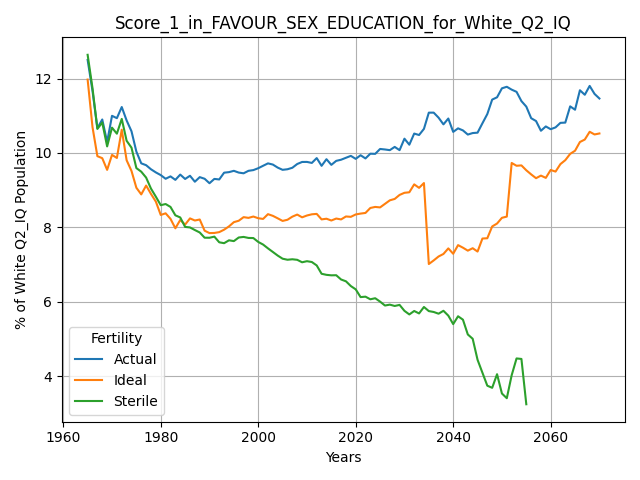 Score_1_in_FAVOUR_SEX_EDUCATION_for_White_Q2_IQ
% of White Q2_IQ Population
12
10
8
6
4
Fertility
Actual
Ideal
Sterile
1960 1980 2000 2020 2040 2060
Years